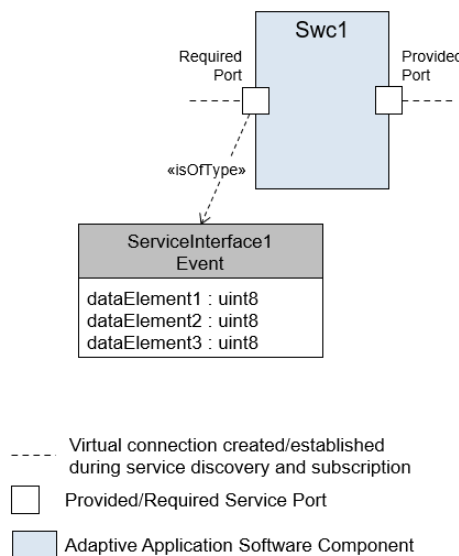 Swc1
Required
Port
Provided
Port
«isOfType»
ServiceInterface1
Event
dataElement1 : uint8
dataElement2 : uint8
dataElement3 : uint8
Virtual connection created/established
during service discovery and subscription
Provided/Required Service Port
Adaptive Application Software Component